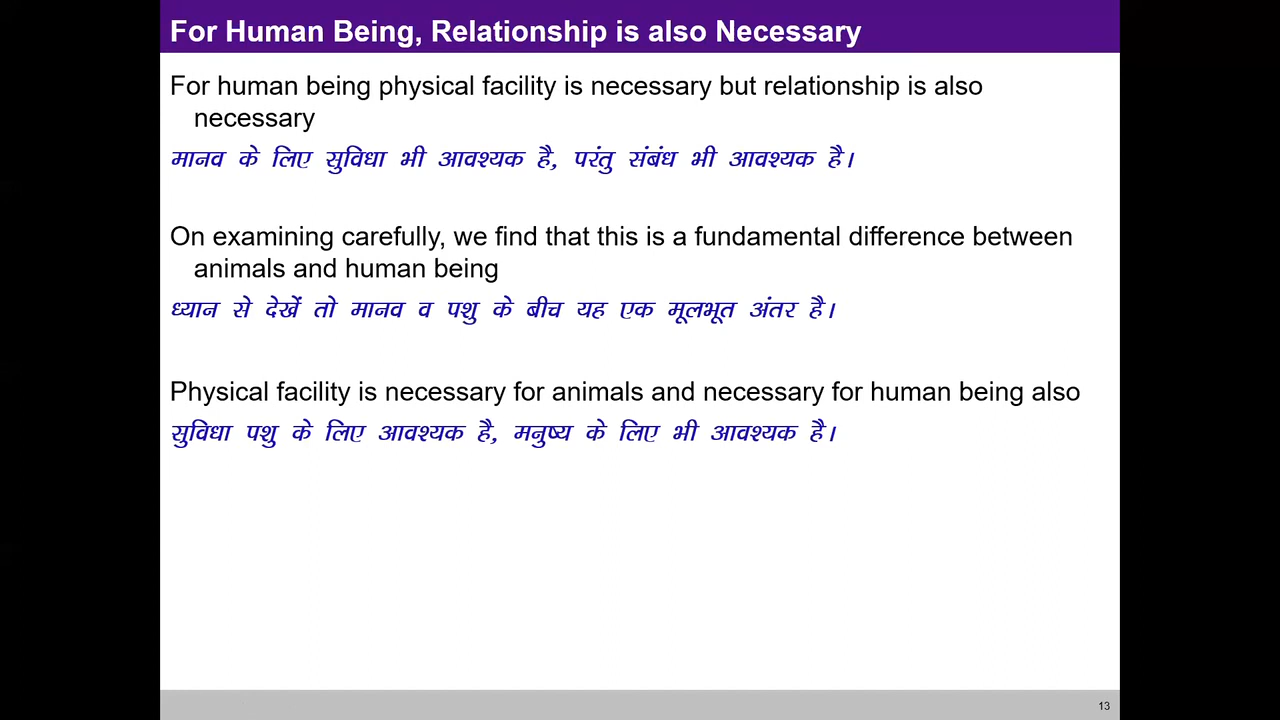 For Human Being, Relationship is also Necessary
For human being physical facility is necessary but relationship is also
necessary
मानव के लिए सुविधा भी आवश्यक है, परंतु संबंध भी आवश्यक है।
On examining carefully, we find that this is a fundamental difference between
animals and human being
ध्यान से देखें तो मानव व पशु के बीच यह एक मूलभूत अंतर है।
Physical facility is necessary for animals and necessary for human being also
सुविधा पशु के लिए आवश्यक है, मनुष्य के लिए भी आवश्यक है।
13